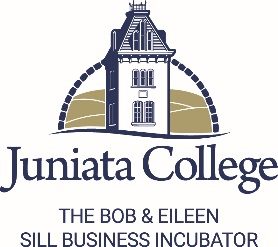 Juniata College
THE BOB & EILEEN
SILL BUSINESS INCUBATOR